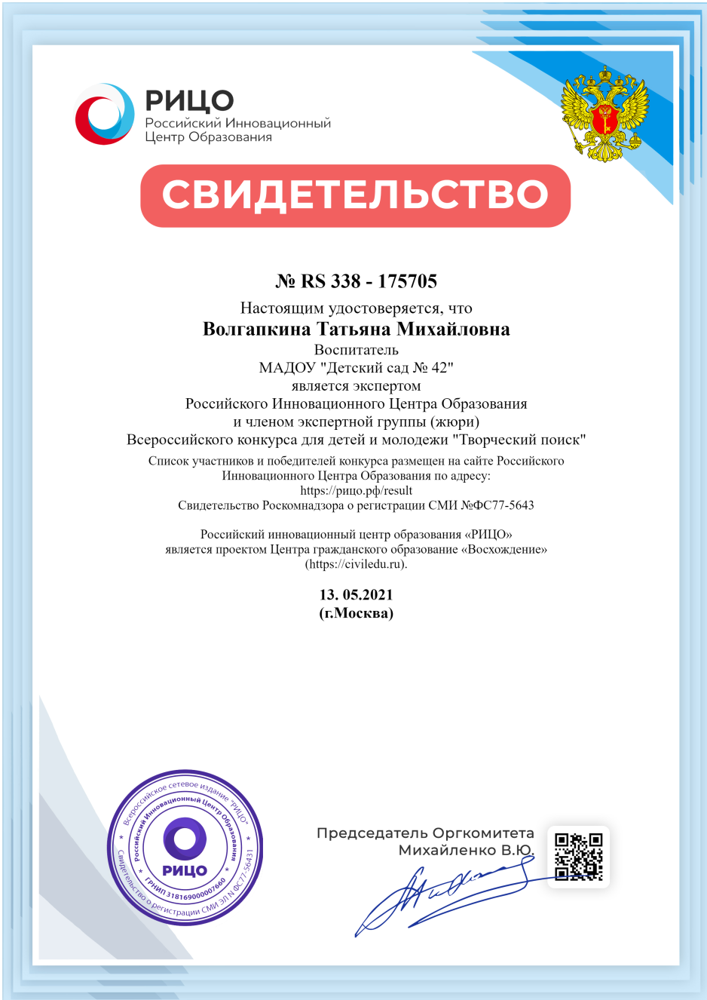 РИЦО
Российский Инновационный
Центр Образования
СВИДЕТЕЛЬСТВО
№ RS 338 - 175705
Настоящим удостоверяется, что
Волгапкина Татьяна Михайловна
Воспитатель
МАДОУ "Детский сад № 42"
является экспертом
Российского Инновационного Центра Образования
и членом экспертной группы (жюри)
Всероссийского конкурса для детей и молодежи "Творческий поиск"
Список участников и победителей конкурса размещен на сайте Российского
Инновационного Центра Образования по адресу:
https://рицо.рф/result
Свидетельство Роскомнадзора о регистрации СМИ №ФС77-5643
Российский инновационный центр образования «РИЦО»
является проектом Центра гражданского образование «Восхождение»
(https://civiledu.ru).
13. 05.2021
(г.Москва)
Всероссийское сетевое издание "РИЦО"
Свидетельство о регистрации СМИ ЭЛ N ФС77-56431
Российский Инновационный Центр Образования
ГРНИП 318169000007660
РИЦО
Председатель Оргкомитета
Михайленко В.Ю.